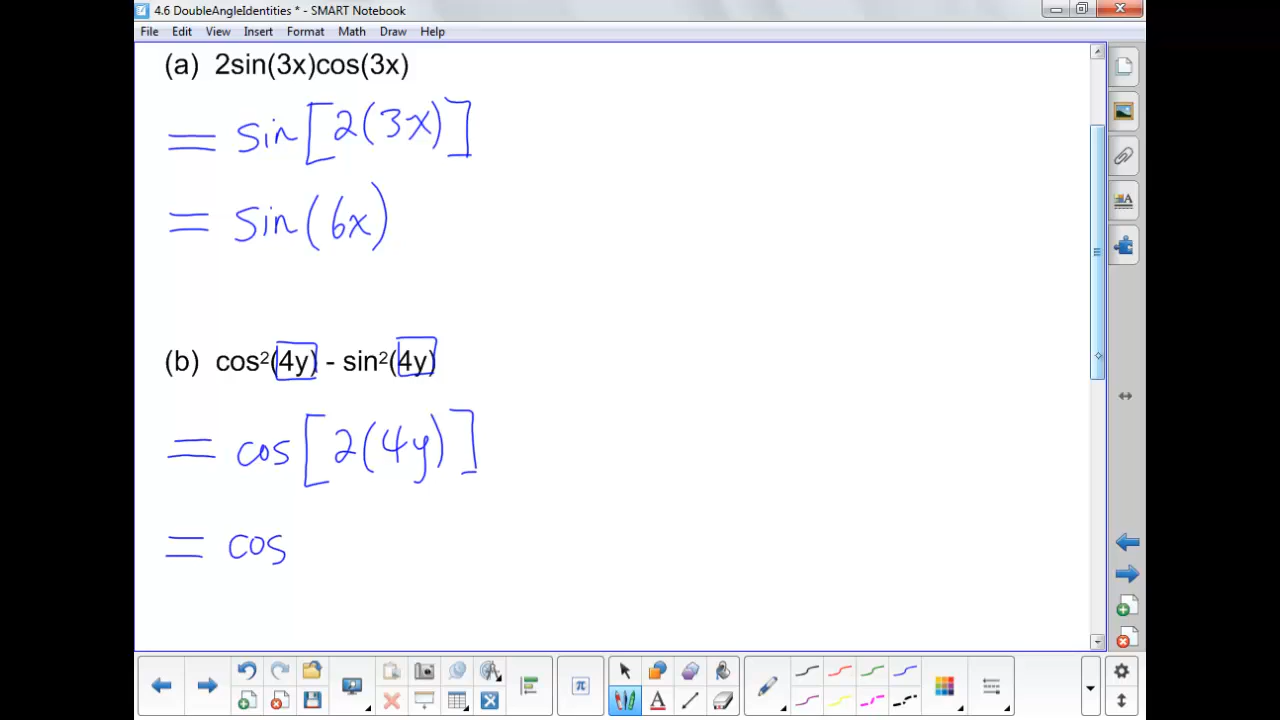 4.6 DoubleAngleIdentities * - SMART Notebook
File Edit View Insert Format Math Draw Help
(a) 2sin(3x)cos(3x)
= sin[2(3x)]
= sin(6x)
(b) cos²(4y) - sin²(4y)
= cos[2(4y)]
= cos